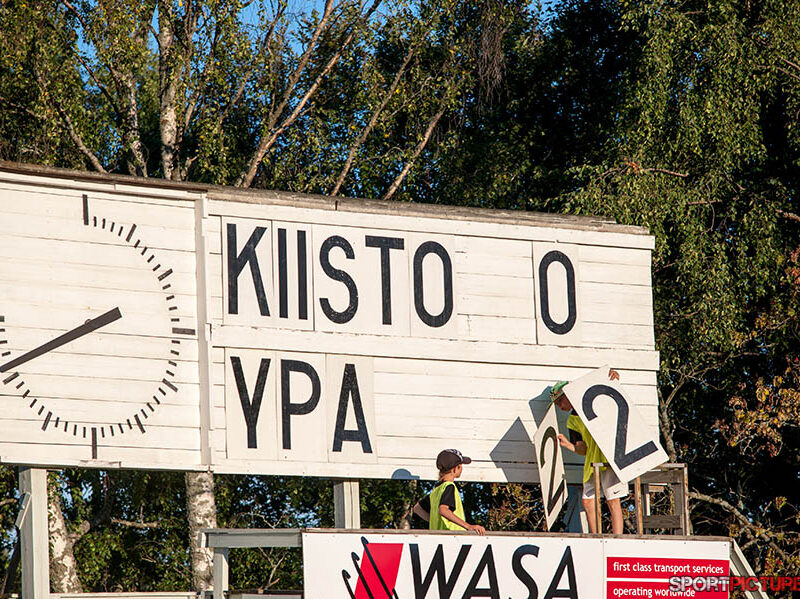 KIISTO 0
YPA
2 2
WASA
first class transport services
operating worldwide
SPORTPICTURE